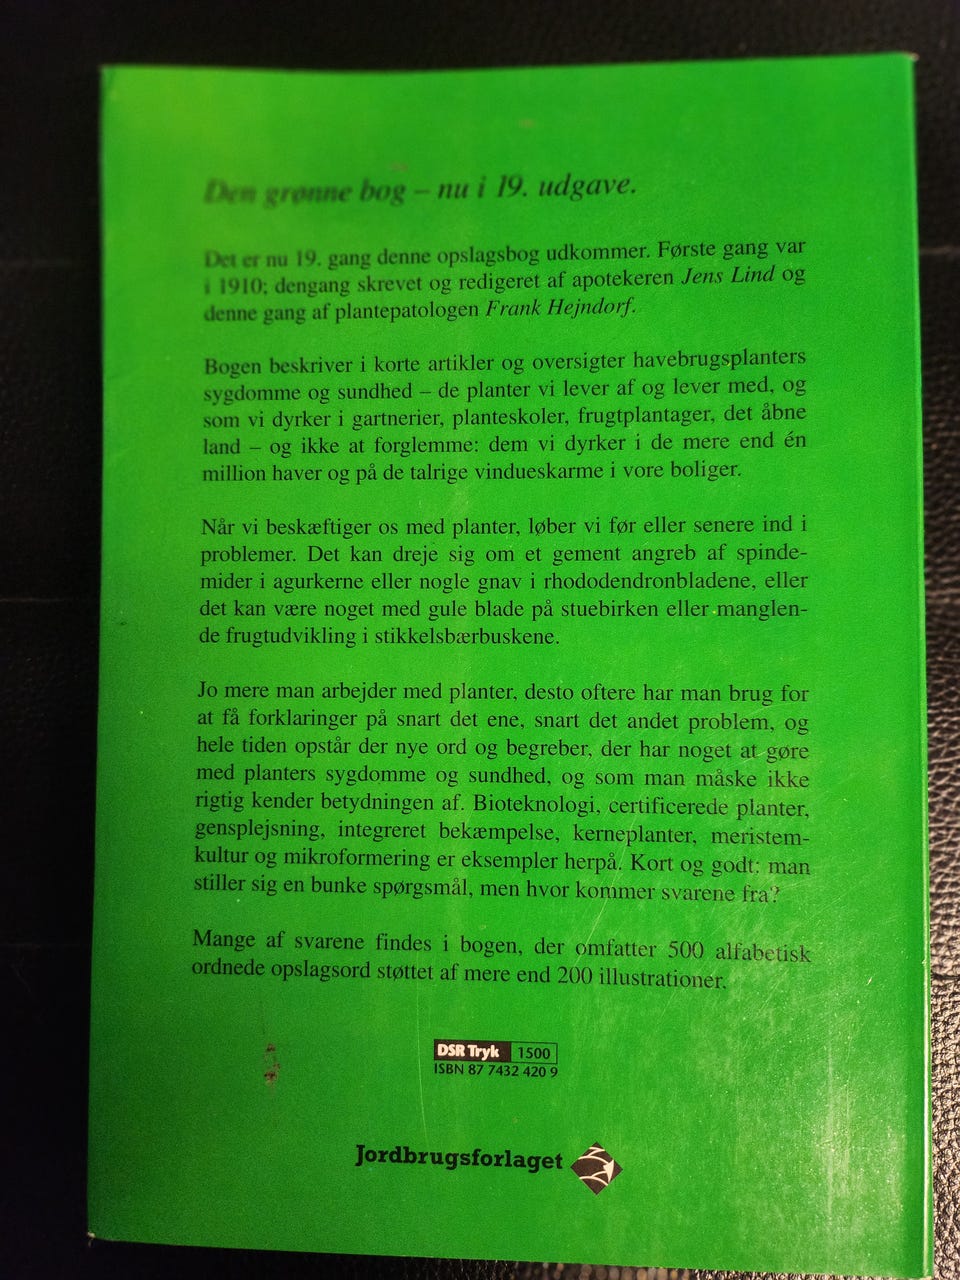 Den grønne bog – nu i 19. udgave.
Det er nu 19. gang denne opslagsbog udkommer. Første gang var
i 1910; dengang skrevet og redigeret af apotekeren Jens Lind og
denne gang af plantepatologen Frank Hejndorf.
Bogen beskriver i korte artikler og oversigter havebrugsplanters
sygdomme og sundhed – de planter vi lever af og lever med, og
som vi dyrker i gartnerier, planteskoler, frugtplantager, det åbne
land – og ikke at forglemme: dem vi dyrker i de mere end én
million haver og på de talrige vindueskarme i vore boliger.
Når vi beskæftiger os med planter, løber vi før eller senere ind i
problemer. Det kan dreje sig om et gement angreb af spinde-
mider i agurkerne eller nogle gnav i rhododendronbladene, eller
det kan være noget med gule blade på stuebirken eller manglen-
de frugtudvikling i stikkelsbærbuskene.
Jo mere man arbejder med planter, desto oftere har man brug for
at få forklaringer på snart det ene, snart det andet problem, og
hele tiden opstår der nye ord og begreber, der har noget at gøre
med planters sygdomme og sundhed, og som man måske ikke
rigtig kender betydningen af. Bioteknologi, certificerede planter,
gensplejsning, integreret bekæmpelse, kerneplanter, meristem-
kultur og mikroformering er eksempler herpå. Kort og godt: man
stiller sig en bunke spørgsmål, men hvor kommer svarene fra?
Mange af svarene findes i bogen, der omfatter 500 alfabetisk
ordnede opslagsord støttet af mere end 200 illustrationer.
DSR Tryk 1500
ISBN 87 7432 420 9
Jordbrugsforlaget